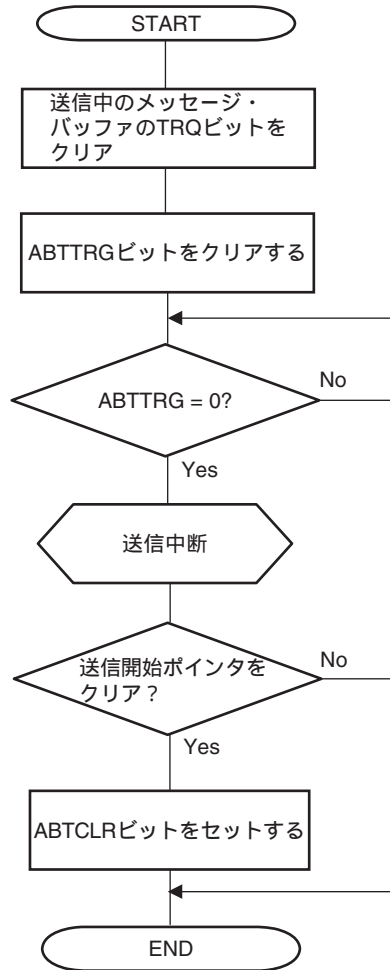 START
送信中のメッセージ・
バッファのTRQビットを
クリア
ABTTRGビットをクリアする
ABTTRG = 0?
No
Yes
送信中断
送信開始ポインタを
クリア？
No
Yes
ABTCLRビットをセットする
END